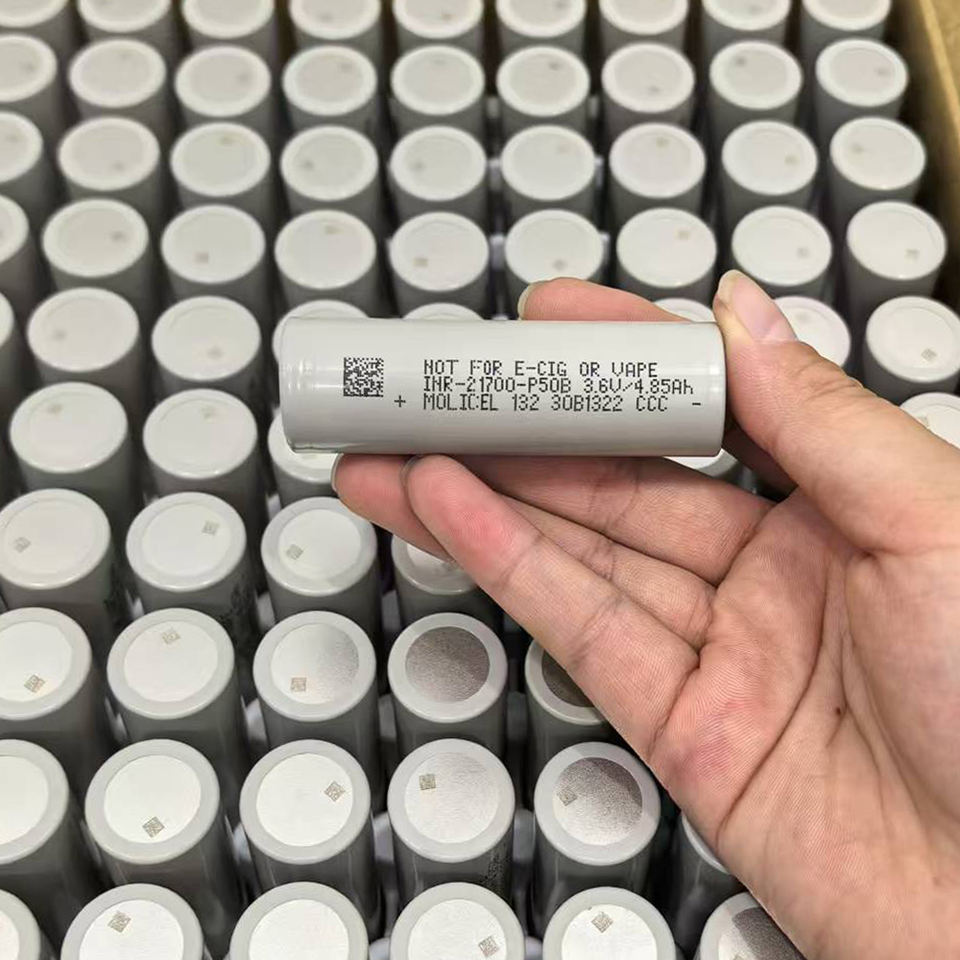 NOT FOR E-CIG OR VAPE
INR-21700-P50B 3.6V/4.85Ah
+ MOLICEL 132 30B1322 CCC -